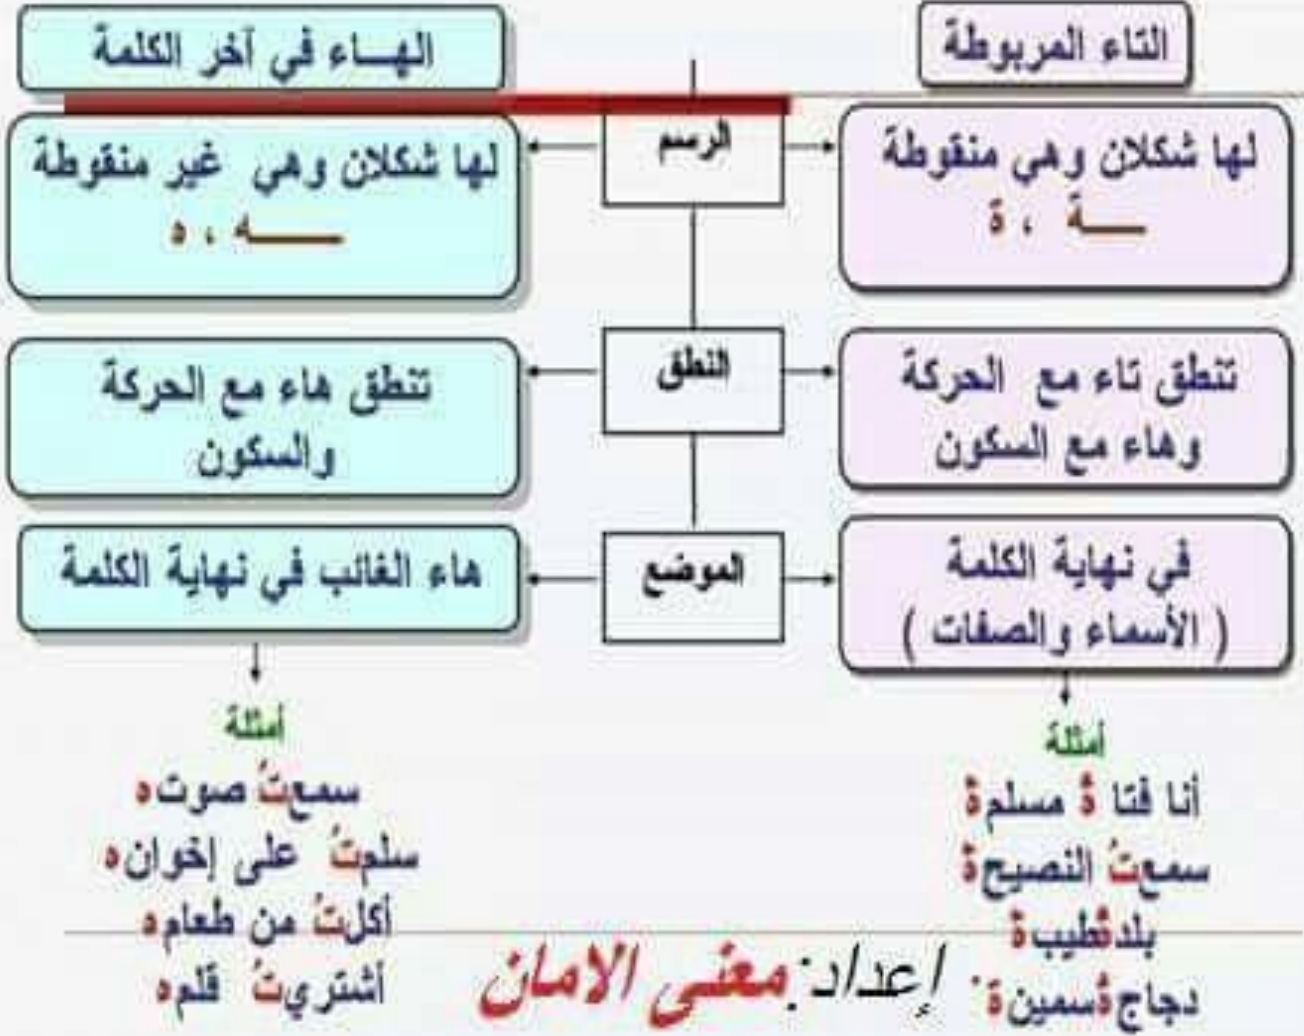 التاء المربوطة
الهـــاء في آخر الكلمة
الرسم
لها شكلان وهي منقوطة
ـــة ، ة
لها شكلان وهي غير منقوطة
ـــه ، ه
النطق
تنطق تاء مع الحركة
وهاء مع السكون
تنطق هاء مع الحركة
والسكون
الموضع
في نهاية الكلمة
( الأسماء والصفات )
هاء الغائب في نهاية الكلمة
أمثلة
أنا فتا ةٌ مسلمةٌ
سمعتُ النصيحةَ
بلدةٌطيبةٌ
دجاجةٌسمينةٌ
أمثلة
سمعتُ صوته
سلمتُ على إخوانه
أكلتُ من طعامه
أشتريتُ قلمه
إعداد: معنى الامان